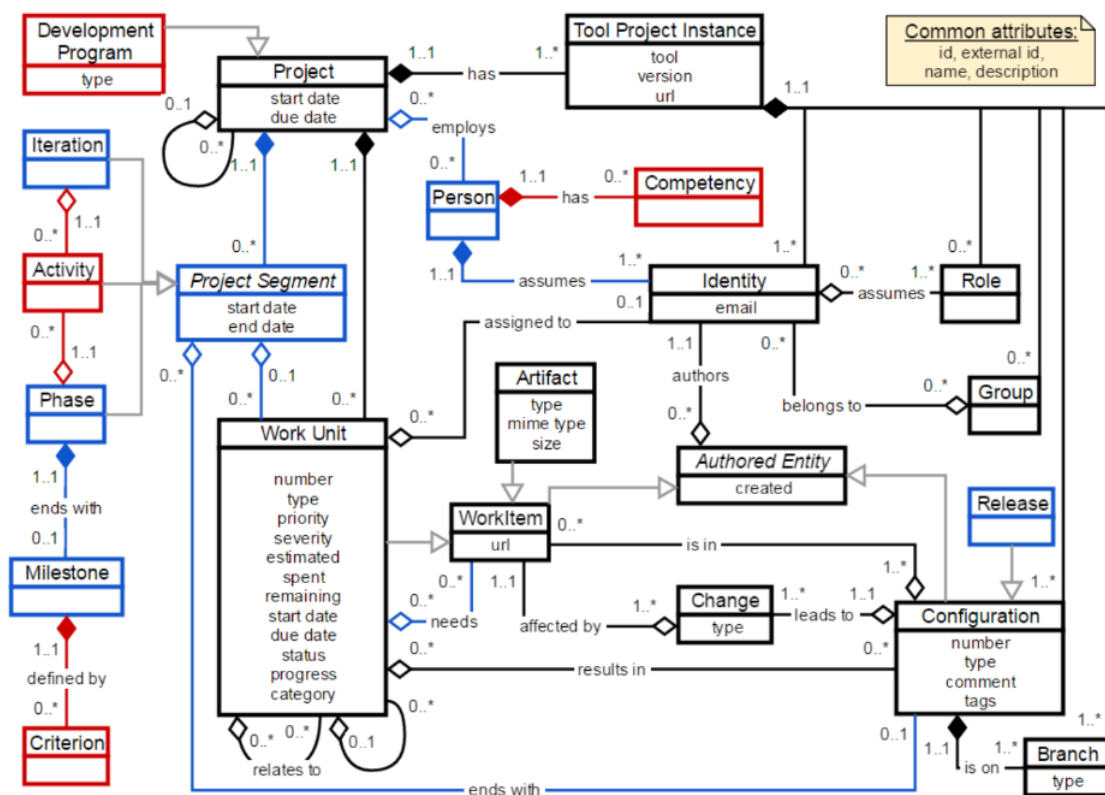 Development
Program
type
Project
start date
due date
Tool Project Instance
tool
version
url
Common attributes:
id, external id,
name, description
1..1
has
1..*
1..1
0..1
0..*
0..*
employs
0..*
Iteration
1..1
1..1
Person
1..1
has
0..*
Competency
1..1
0..*
Activity
0..*
Project Segment
start date
end date
1..1
assumes
1..*
1..*
Identity
email
0..*
assumes
1..*
Role
0..1
assigned to
0..*
1..1
0..*
0..1
0..*
0..*
1..1
authors
0..*
0..*
belongs to
0..*
0..*
Group
Phase
Artifact
type
mime type
size
0..*
Work Unit
number
type
priority
severity
estimated
spent
remaining
start date
due date
status
progress
category
Authored Entity
created
1..1
ends with
0..1
Release
WorkItem
url
0..*
is in
1..*
1..*
Milestone
0..*
0..*
needs
1..1
affected by
1..*
Change
type
1..*
leads to
1..1
Configuration
number
type
comment
tags
1..1
defined by
0..*
0..*
results in
0..*
Criterion
0..*
0..*
relates to
0..1
0..*
0..1
ends with
1..1
is on
1..*
1..*
Branch
type